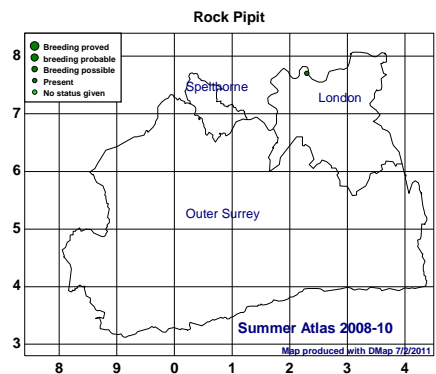 Rock Pipit
Breeding proved
breeding probable
Breeding possible
Present
No status given
8
7
6
5
4
3
Spelthorne
London
Outer Surrey
Summer Atlas 2008-10
Map produced with DMap 7/2/2011
8 9 0 1 2 3 4